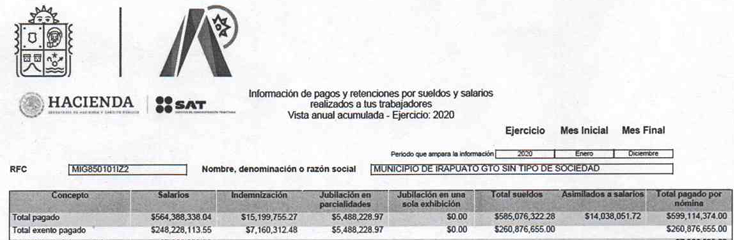 HACIENDA
SAT
Información de pagos y retenciones por sueldos y salarios
realizados a tus trabajadores
Vista anual acumulada - Ejercicio: 2020
Ejercicio Mes Inicial Mes Final
Periodo que ampara la información 2020 Enero Diciembre
RFC MIG850101IZ2 Nombre, denominación o razón social MUNICIPIO DE IRAPUATO GTO SIN TIPO DE SOCIEDAD
Concepto Salarios Indemnización Jubilación en parcialidades Jubilación en una sola exhibición Total sueldos Asimilados a salarios Total pagado por nómina
Total pagado $564,388,338.04 $15,199,755.27 $5,488,228.97 $0.00 $585,076,322.28 $14,038,051.72 $599,114,374.00
Total exento pagado $248,228,113.55 $7,160,312.48 $5,488,228.97 $0.00 $260,876,655.00 $260,876,655.00